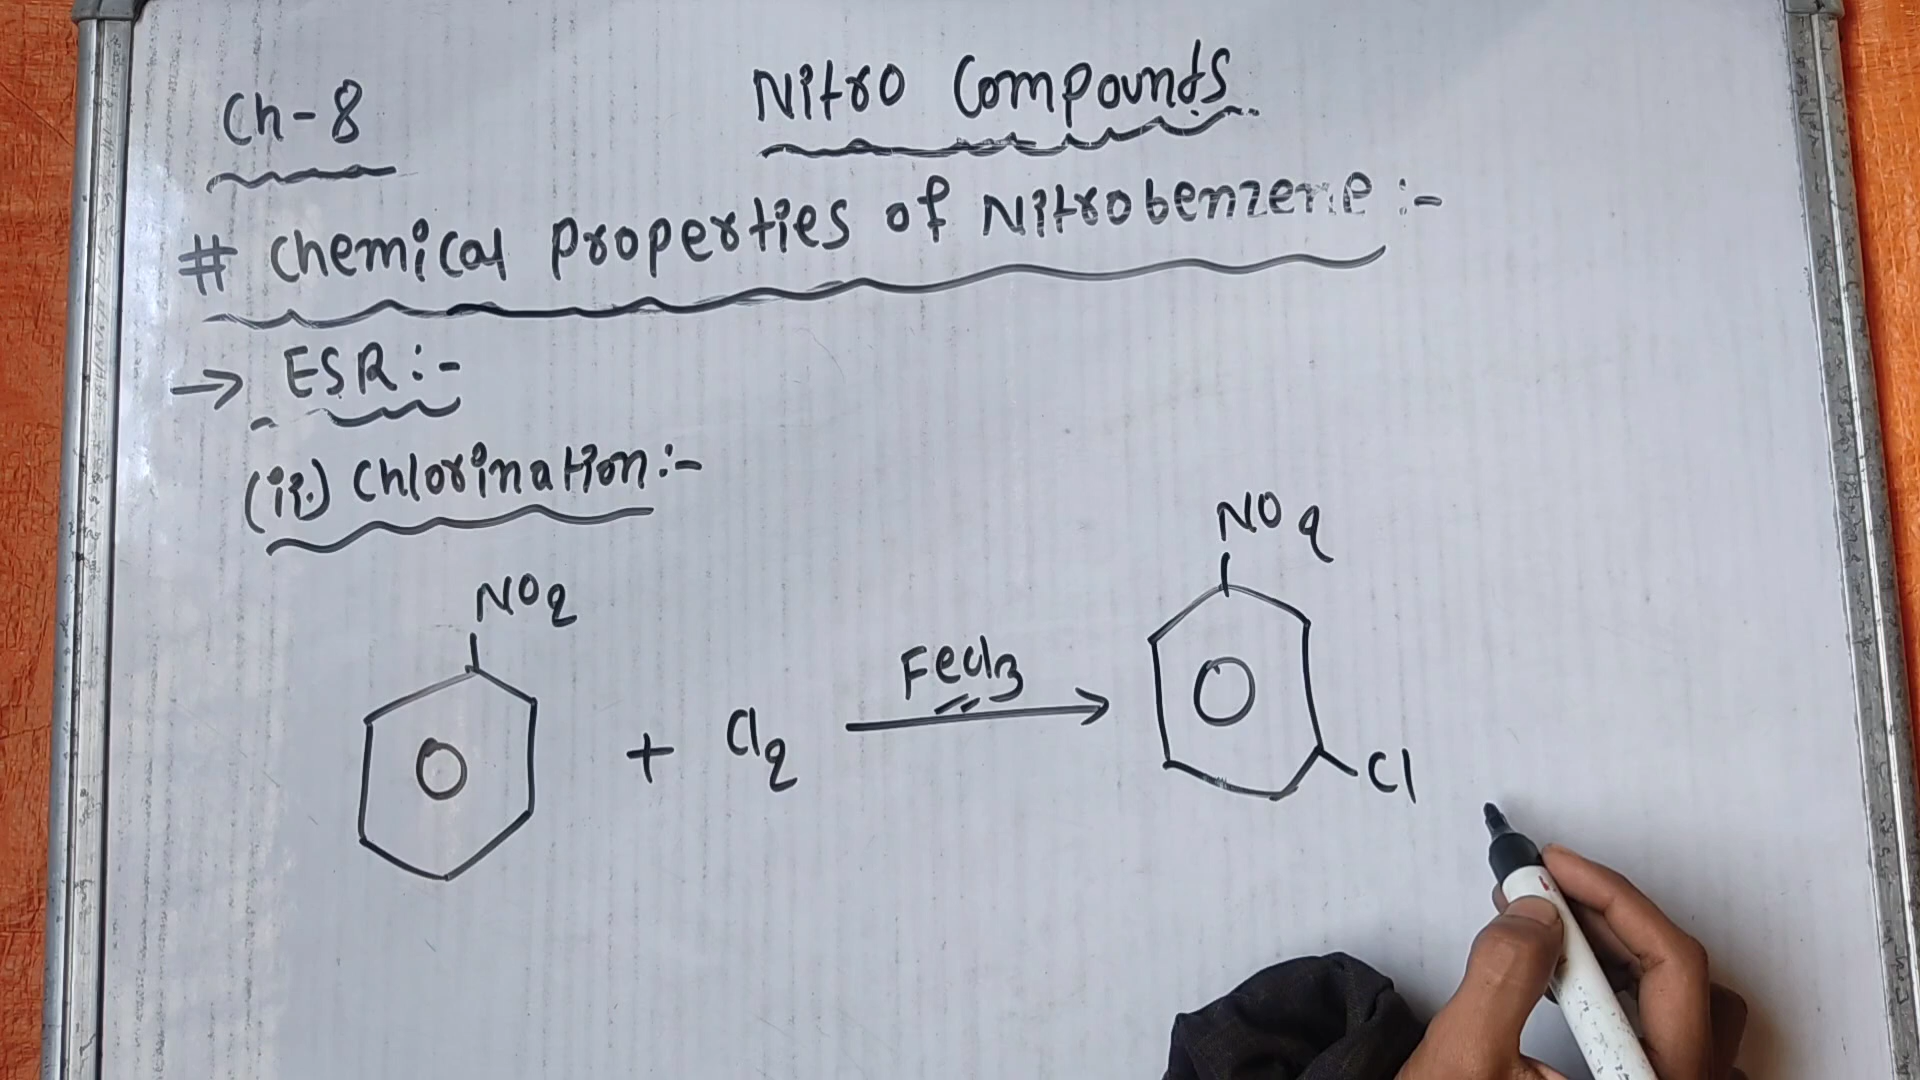 Ch-8
Nitro Compounds
# Chemical Properties of Nitrobenzene :-
→ ESR :-
(ii.) Chlorination :-
NO2
NO2
+ Cl2
FeCl3
Cl